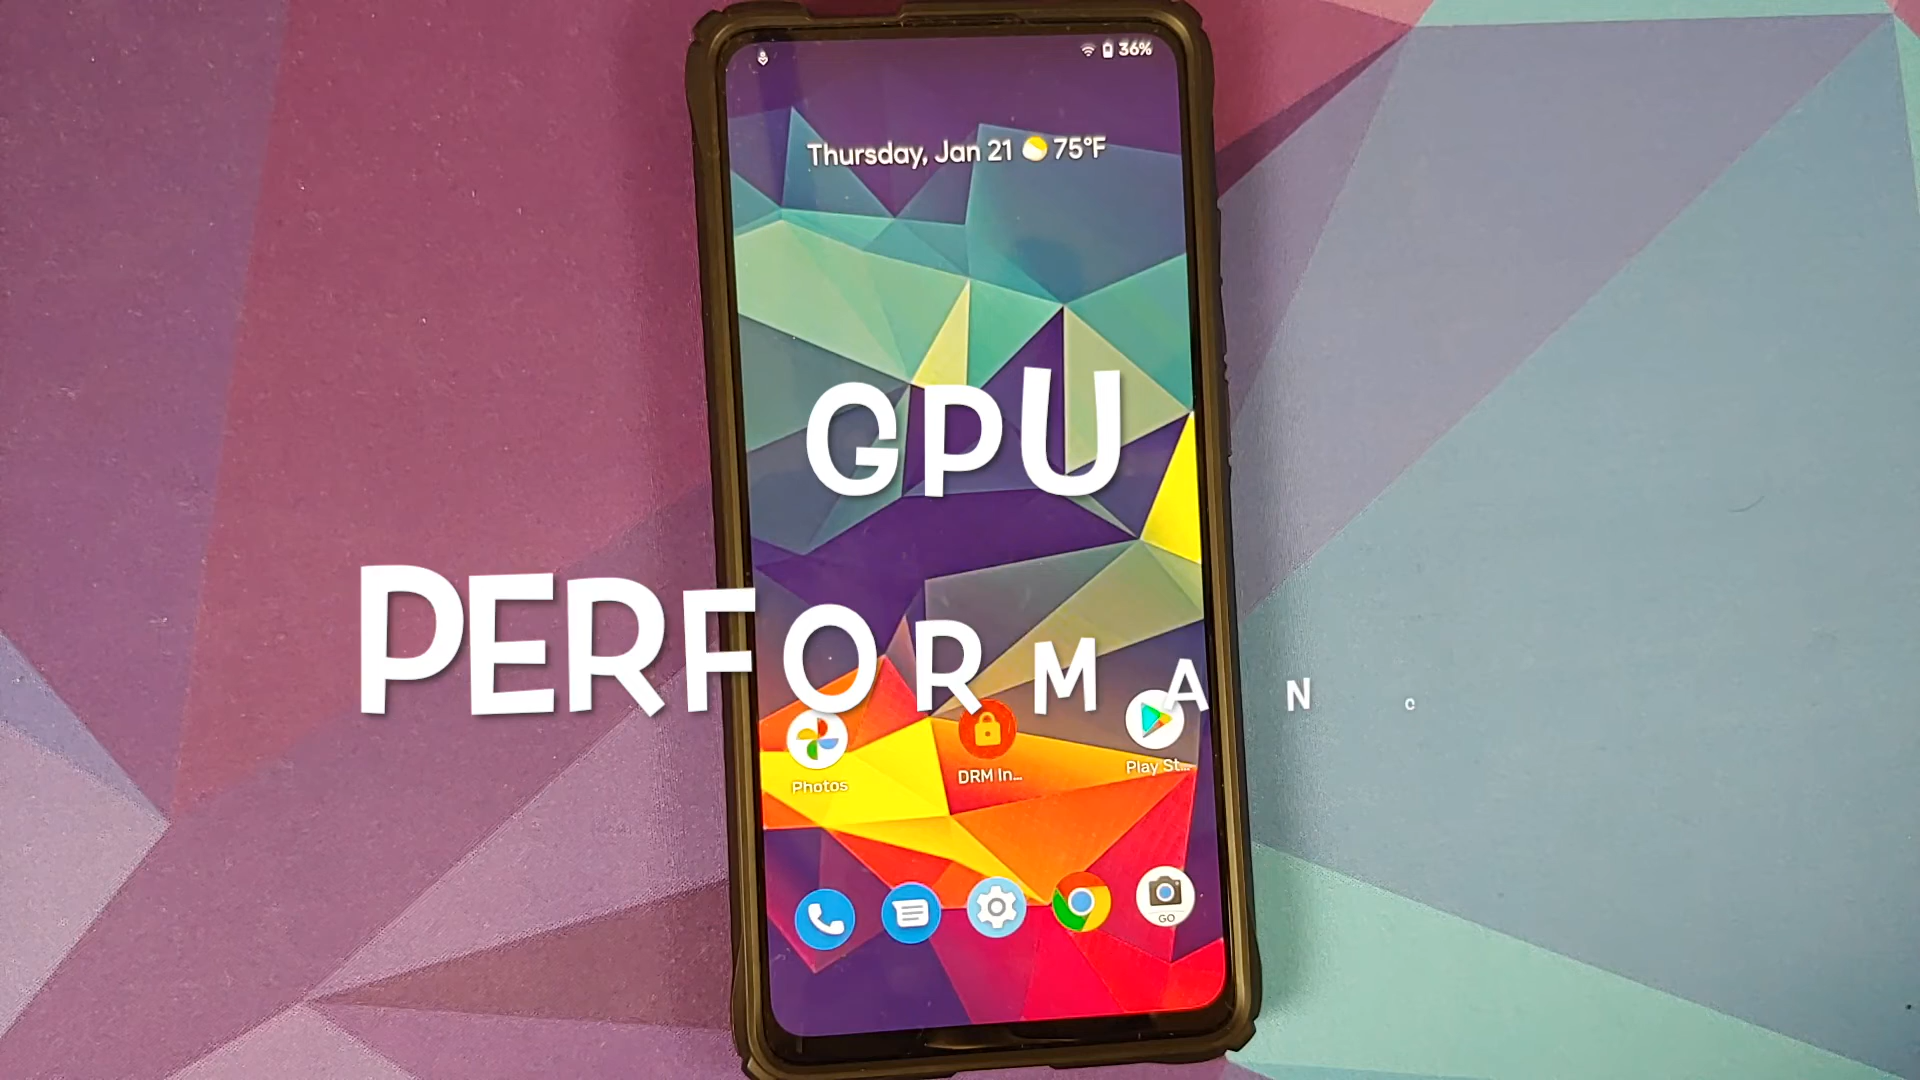 36%
Thursday, Jan 21 75°F
GPU
PERFORMANC
Photos
DRM In...
Play St...
GO